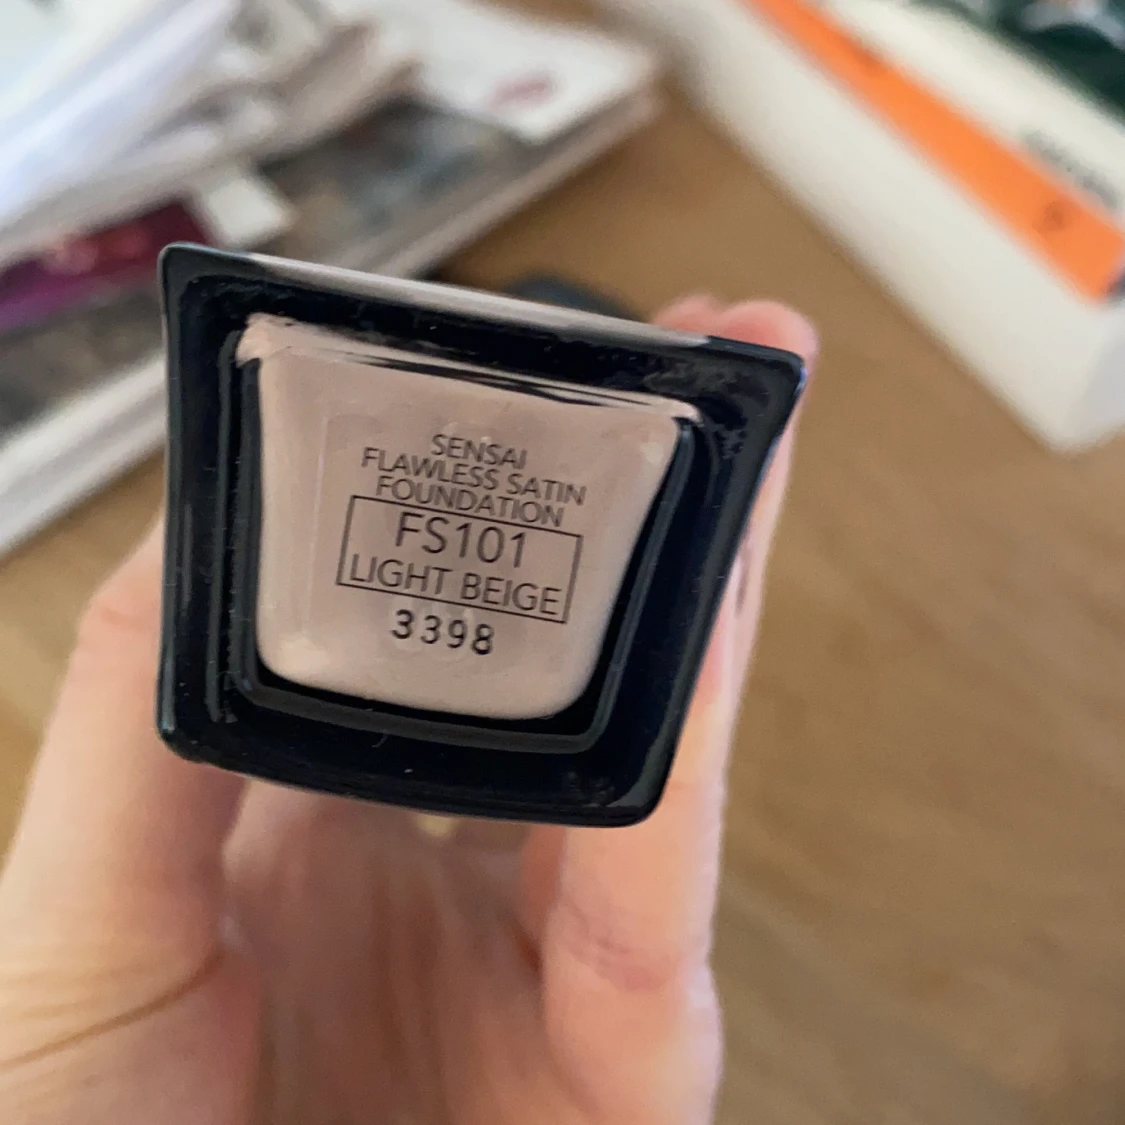 SENSAI
FLAWLESS SATIN
FOUNDATION
FS101
LIGHT BEIGE
3398